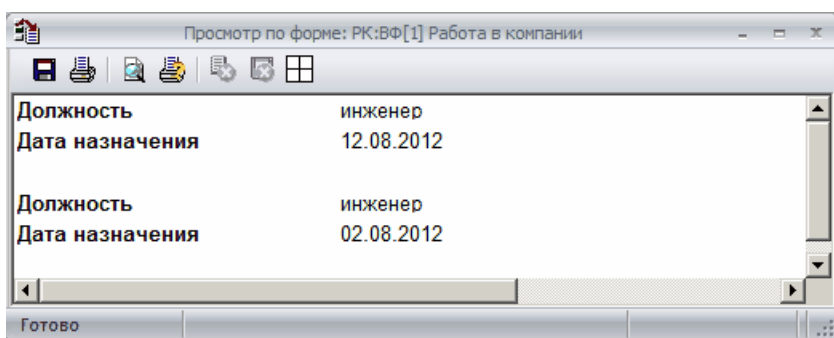 Просмотр по форме: РК:ВФ[1] Работа в компании
Должность инженер
Дата назначения 12.08.2012
Должность инженер
Дата назначения 02.08.2012
Готово